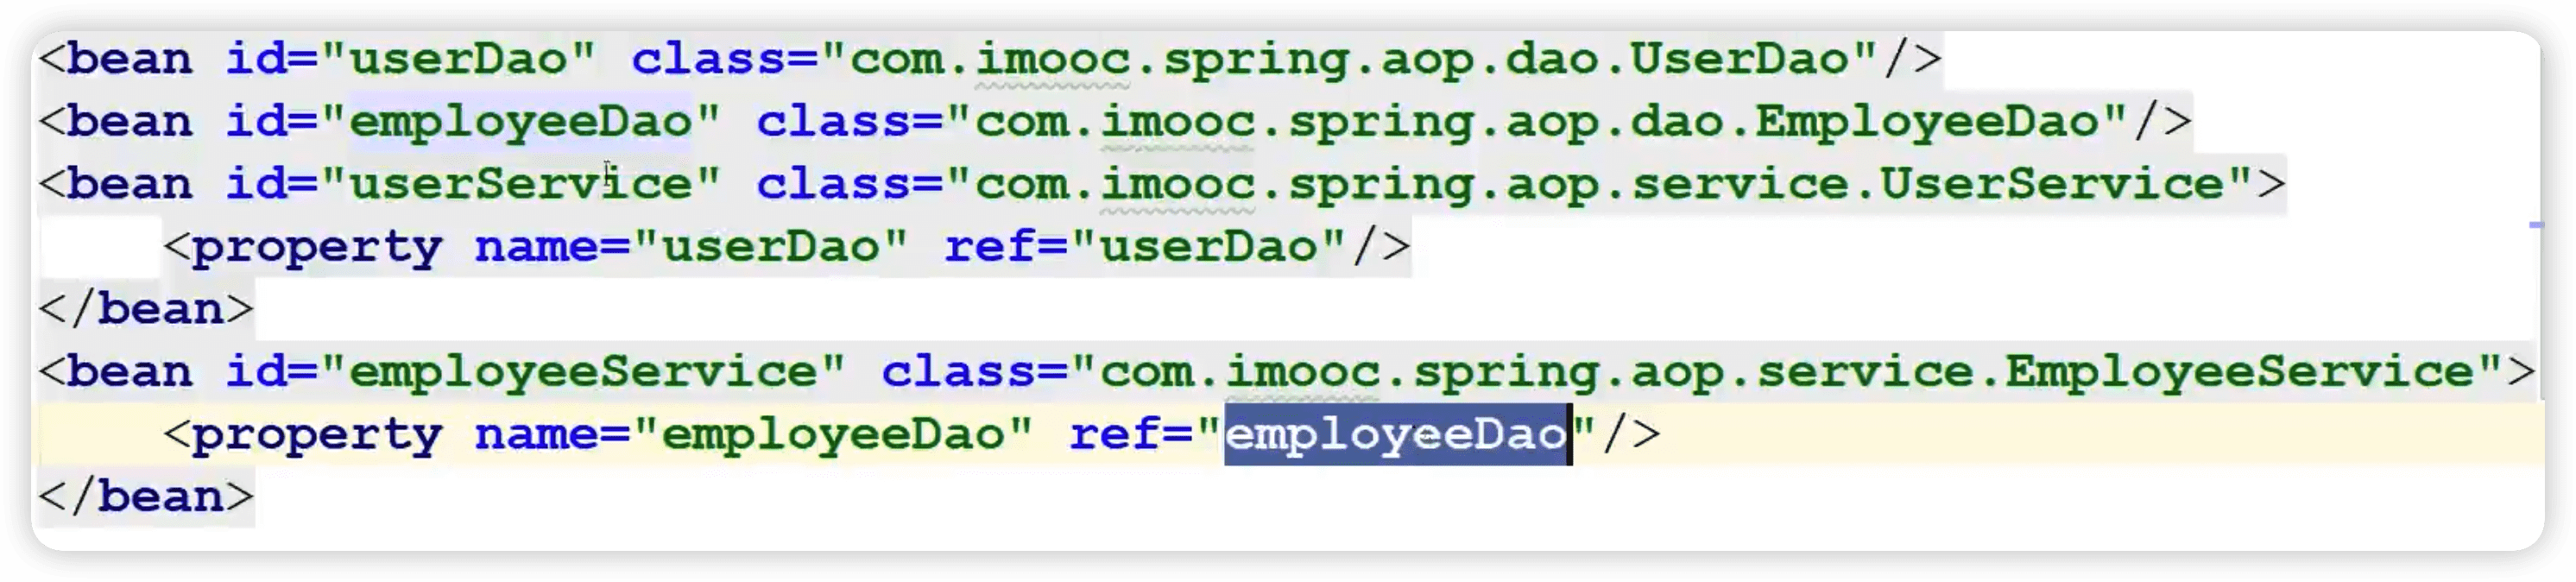 <bean id="userDao" class="com.imooc.spring.aop.dao.UserDao"/>
<bean id="employeeDao" class="com.imooc.spring.aop.dao.EmployeeDao"/>
<bean id="userService" class="com.imooc.spring.aop.service.UserService">
    <property name="userDao" ref="userDao"/>
</bean>
<bean id="employeeService" class="com.imooc.spring.aop.service.EmployeeService">
    <property name="employeeDao" ref="employeeDao"/>
</bean>